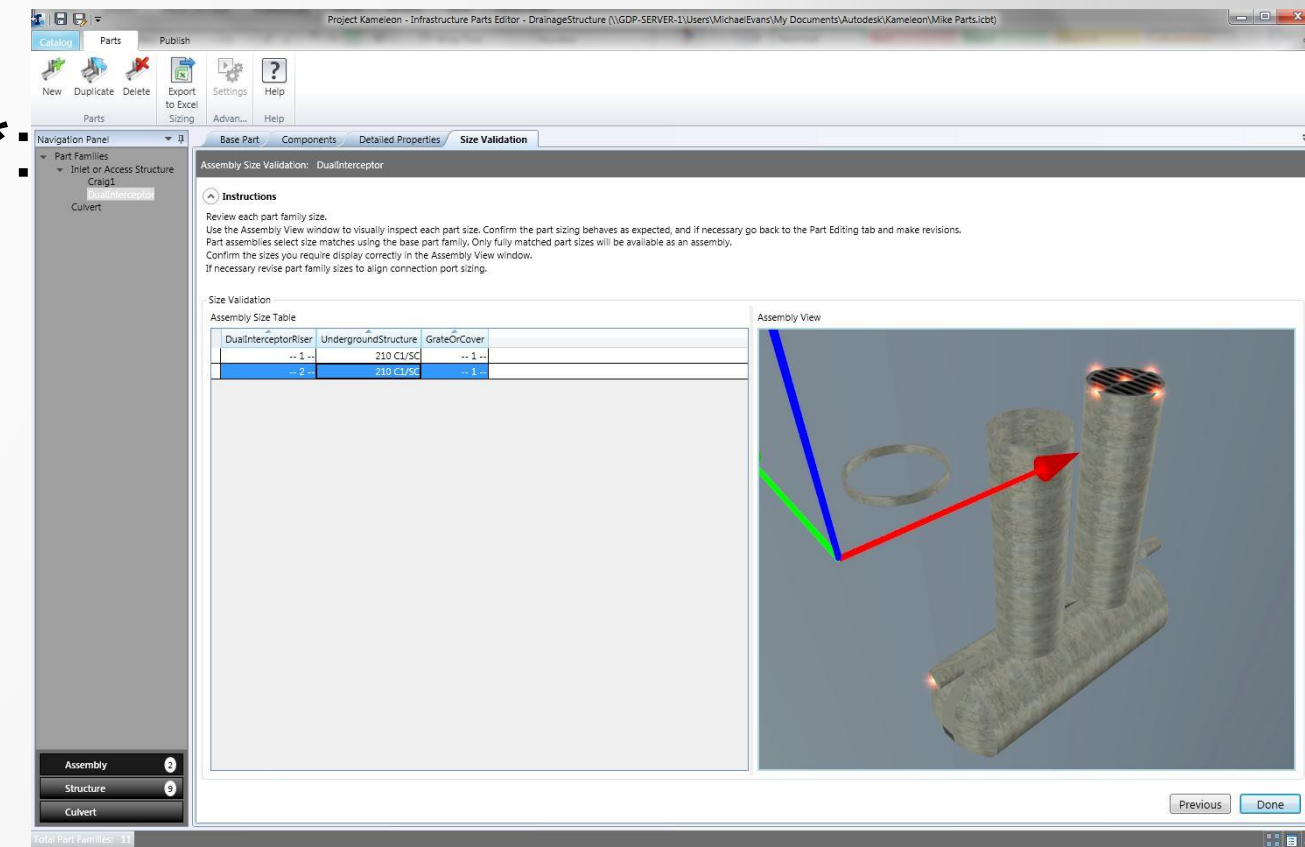 Project Kameleon - Infrastructure Parts Editor - DrainageStructure (\\GDP-SERVER-1\Users\MichaelEvans\My Documents\Autodesk\Kameleon\Mike Parts.icbt)
Catalog Parts Publish
New Duplicate Delete Export to Excel Settings Help
Parts Sizing Advan... Help
Navigation Panel
Part Families
Inlet or Access Structure
Craig1
DualInterceptor
Culvert
Base Part Components Detailed Properties Size Validation
Assembly Size Validation: DualInterceptor
Instructions
Review each part family size.
Use the Assembly View window to visually inspect each part size. Confirm the part sizing behaves as expected, and if necessary go back to the Part Editing tab and make revisions.
Part assemblies select size matches using the base part family. Only fully matched part sizes will be available as an assembly.
Confirm the sizes you require display correctly in the Assembly View window.
If necessary revise part family sizes to align connection port sizing.
Size Validation
Assembly Size Table
DualInterceptorRiser UndergroundStructure GrateOrCover
-- 1 -- 210 C1/SC -- 1 --
-- 2 -- 210 C1/SC -- 1 --
Assembly View
Assembly 2
Structure 9
Culvert
Previous Done
Total Part Families: 11